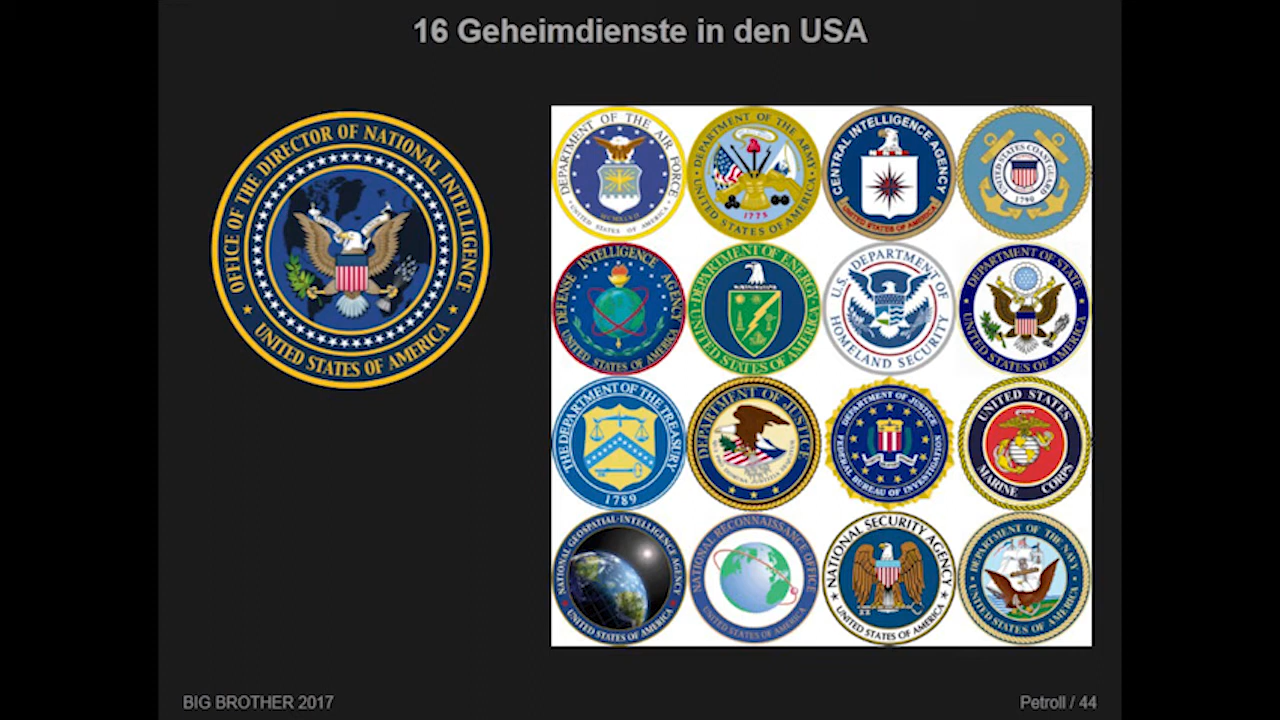 16 Geheimdienste in den USA
OFFICE OF THE DIRECTOR OF NATIONAL INTELLIGENCE
UNITED STATES OF AMERICA
DEPARTMENT OF THE AIR FORCE
UNITED STATES OF AMERICA
DEPARTMENT OF THE ARMY
UNITED STATES OF AMERICA
1775
CENTRAL INTELLIGENCE AGENCY
UNITED STATES OF AMERICA
UNITED STATES COAST GUARD
1790
DEFENSE INTELLIGENCE AGENCY
UNITED STATES OF AMERICA
DEPARTMENT OF ENERGY
UNITED STATES OF AMERICA
U.S. DEPARTMENT OF
HOMELAND SECURITY
DEPARTMENT OF STATE
UNITED STATES OF AMERICA
THE DEPARTMENT OF THE TREASURY
1789
DEPARTMENT OF JUSTICE
DEPARTMENT OF JUSTICE
FEDERAL BUREAU OF INVESTIGATION
UNITED STATES
MARINE CORPS
NATIONAL GEOSPATIAL-INTELLIGENCE AGENCY
UNITED STATES OF AMERICA
NATIONAL RECONNAISSANCE OFFICE
UNITED STATES OF AMERICA
NATIONAL SECURITY AGENCY
UNITED STATES OF AMERICA
DEPARTMENT OF THE NAVY
UNITED STATES OF AMERICA
BIG BROTHER 2017
Petroll / 44